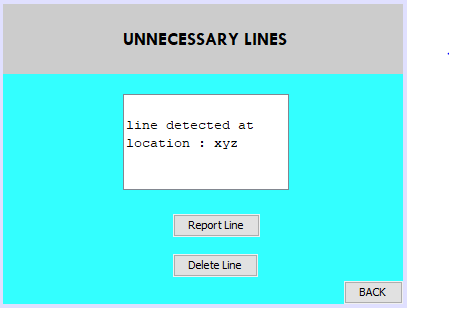 UNNECESSARY LINES
line detected at
location : xyz
Report Line
Delete Line
BACK